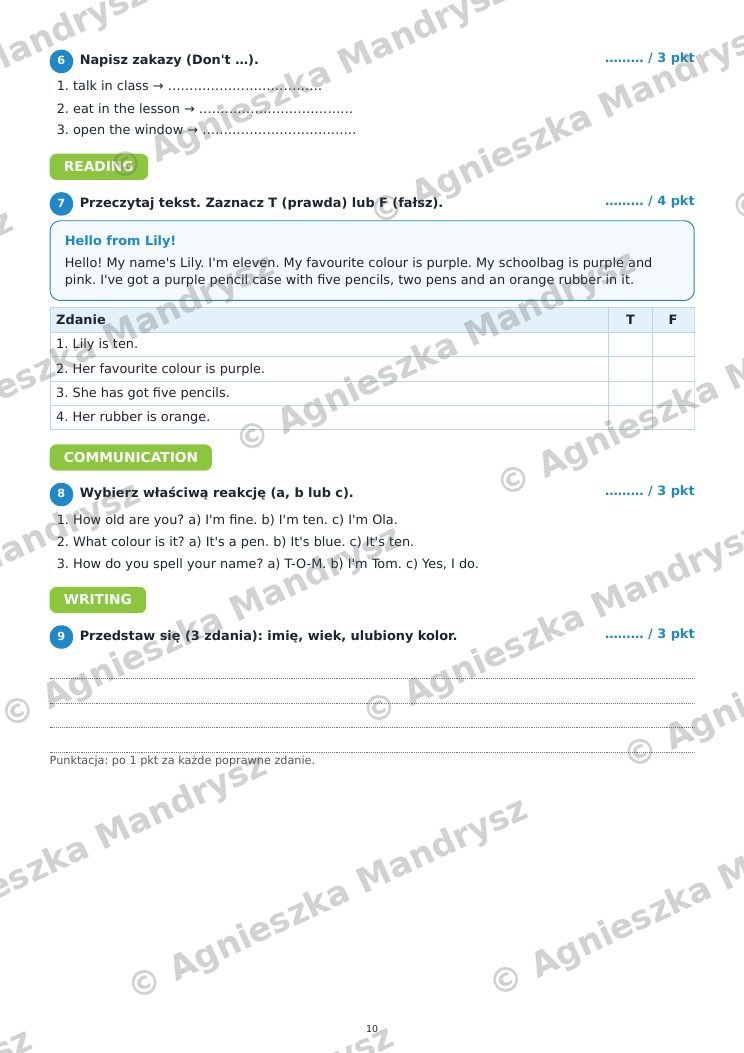 6 Napisz zakazy (Don't …). ……… / 3 pkt
1. talk in class → ………………………………
2. eat in the lesson → ………………………………
3. open the window → ………………………………
READING
7 Przeczytaj tekst. Zaznacz T (prawda) lub F (fałsz). ……… / 4 pkt
Hello from Lily!
Hello! My name's Lily. I'm eleven. My favourite colour is purple. My schoolbag is purple and
pink. I've got a purple pencil case with five pencils, two pens and an orange rubber in it.
Zdanie T F
1. Lily is ten.
2. Her favourite colour is purple.
3. She has got five pencils.
4. Her rubber is orange.
COMMUNICATION
8 Wybierz właściwą reakcję (a, b lub c). ……… / 3 pkt
1. How old are you? a) I'm fine. b) I'm ten. c) I'm Ola.
2. What colour is it? a) It's a pen. b) It's blue. c) It's ten.
3. How do you spell your name? a) T-O-M. b) I'm Tom. c) Yes, I do.
WRITING
9 Przedstaw się (3 zdania): imię, wiek, ulubiony kolor. ……… / 3 pkt
Punktacja: po 1 pkt za każde poprawne zdanie.
10
© Agnieszka Mandrysz